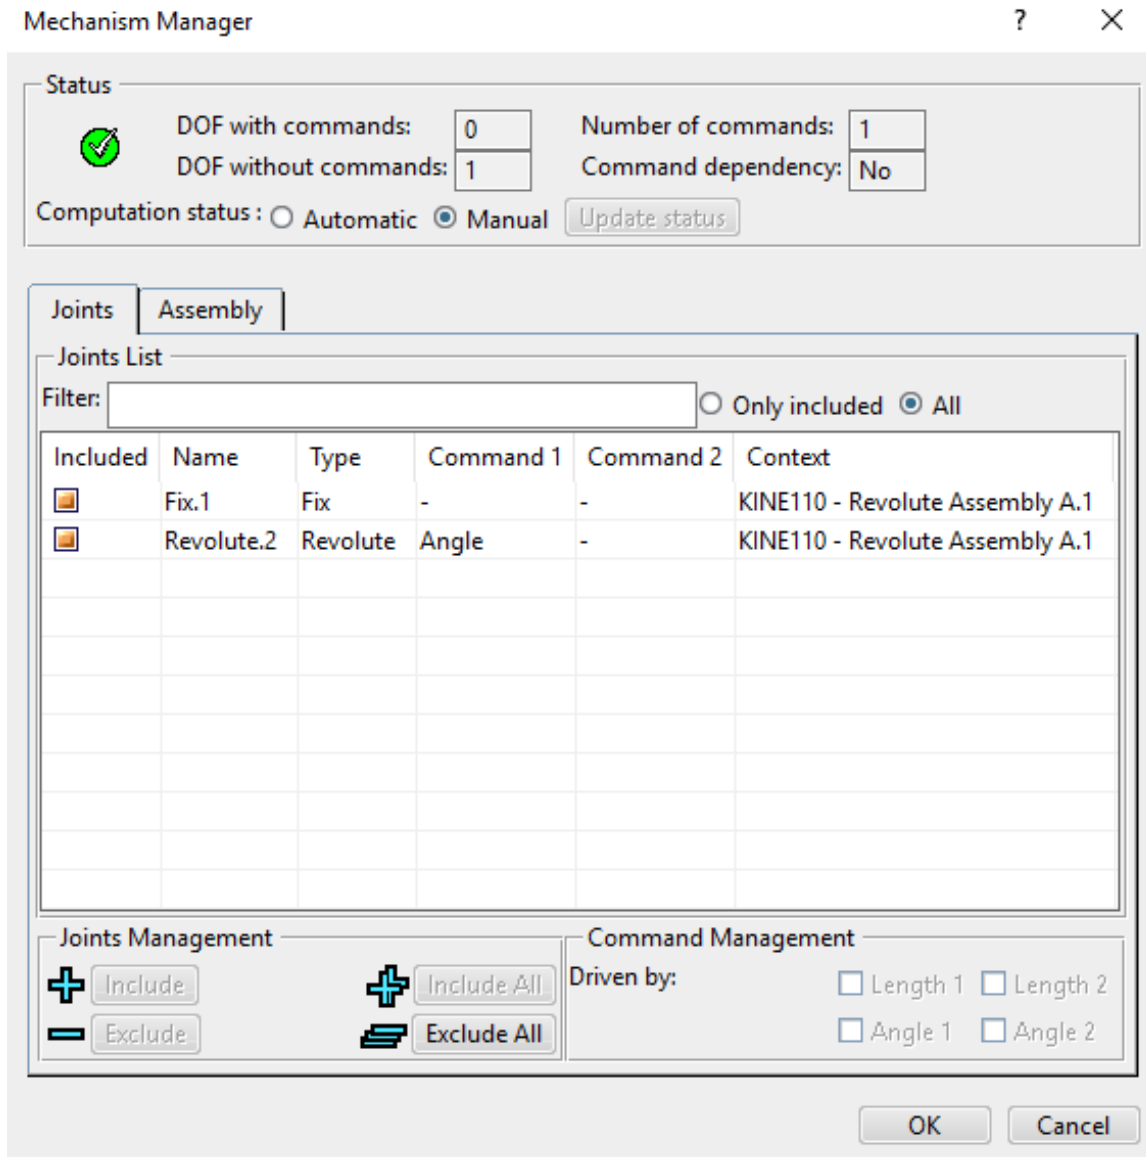 Mechanism Manager ?
Status
DOF with commands: 0 Number of commands: 1
DOF without commands: 1 Command dependency: No
Computation status : Automatic Manual Update status
Joints Assembly
Joints List
Filter: Only included All
Included Name Type Command 1 Command 2 Context
Fix.1 Fix - - KINE110 - Revolute Assembly A.1
Revolute.2 Revolute Angle - KINE110 - Revolute Assembly A.1
Joints Management Command Management
Include Include All Driven by: Length 1 Length 2
Exclude Exclude All Angle 1 Angle 2
OK Cancel